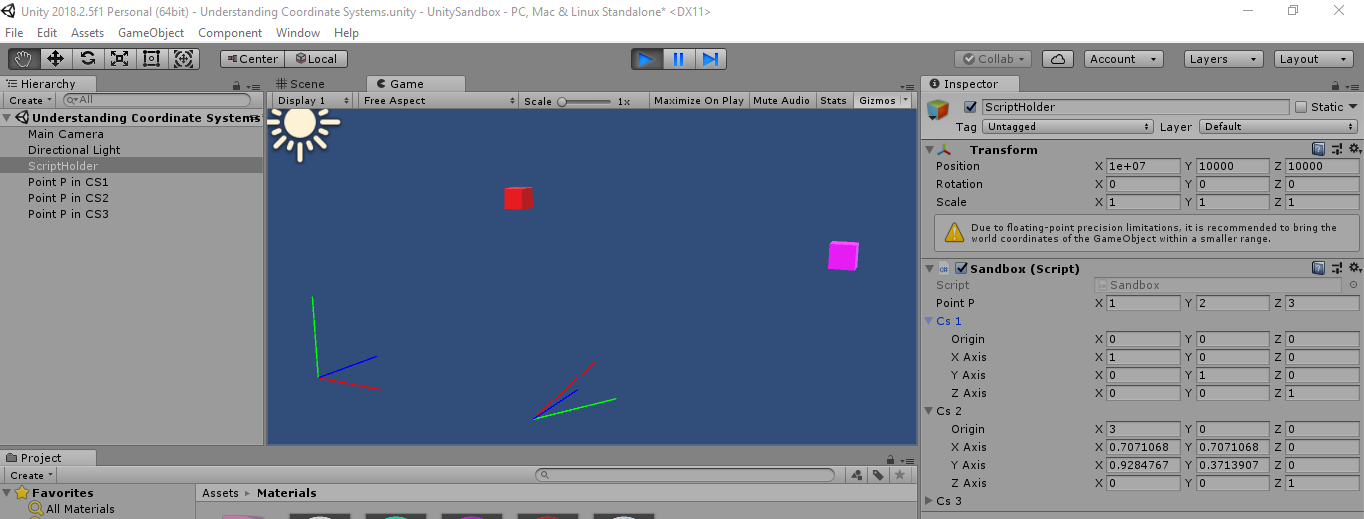 Unity 2018.2.5f1 Personal (64bit) - Understanding Coordinate Systems.unity - UnitySandbox - PC, Mac & Linux Standalone* <DX11>
File Edit Assets GameObject Component Window Help
Center Local Collab Account Layers Layout
Hierarchy
Create All
Understanding Coordinate Systems
Main Camera
Directional Light
ScriptHolder
Point P in CS1
Point P in CS2
Point P in CS3
Scene Game
Display 1 Free Aspect Scale 1x Maximize On Play Mute Audio Stats Gizmos
Inspector
ScriptHolder Static
Tag Untagged Layer Default
Transform
Position X 1e+07 Y 10000 Z 10000
Rotation X 0 Y 0 Z 0
Scale X 1 Y 1 Z 1
Due to floating-point precision limitations, it is recommended to bring the
world coordinates of the GameObject within a smaller range.
Sandbox (Script)
Script Sandbox
Point P X 1 Y 2 Z 3
Cs 1
Origin X 0 Y 0 Z 0
X Axis X 1 Y 0 Z 0
Y Axis X 0 Y 1 Z 0
Z Axis X 0 Y 0 Z 1
Cs 2
Origin X 3 Y 0 Z 0
X Axis X 0.7071068 Y 0.7071068 Z 0
Y Axis X 0.9284767 Y 0.3713907 Z 0
Z Axis X 0 Y 0 Z 1
Cs 3
Project
Create
Favorites
All Materials
Assets Materials